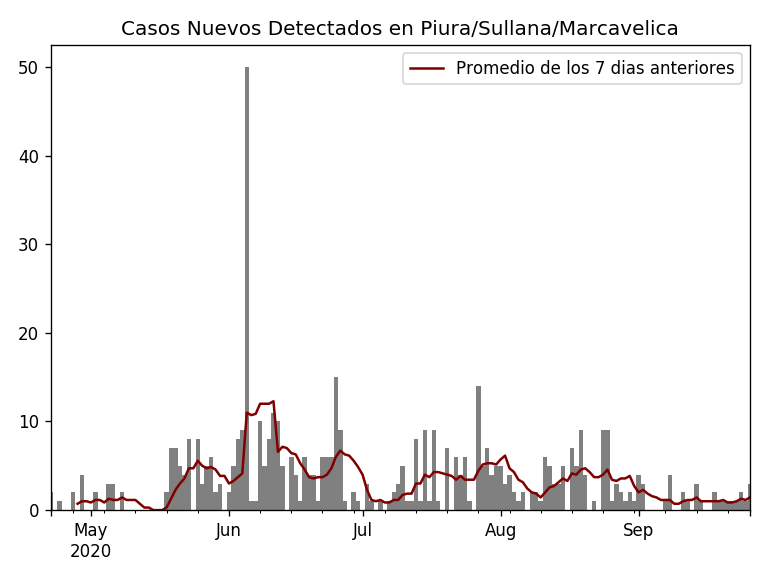 Casos Nuevos Detectados en Piura/Sullana/Marcavelica
Promedio de los 7 dias anteriores
50
40
30
20
10
0
May Jun Jul Aug Sep
2020